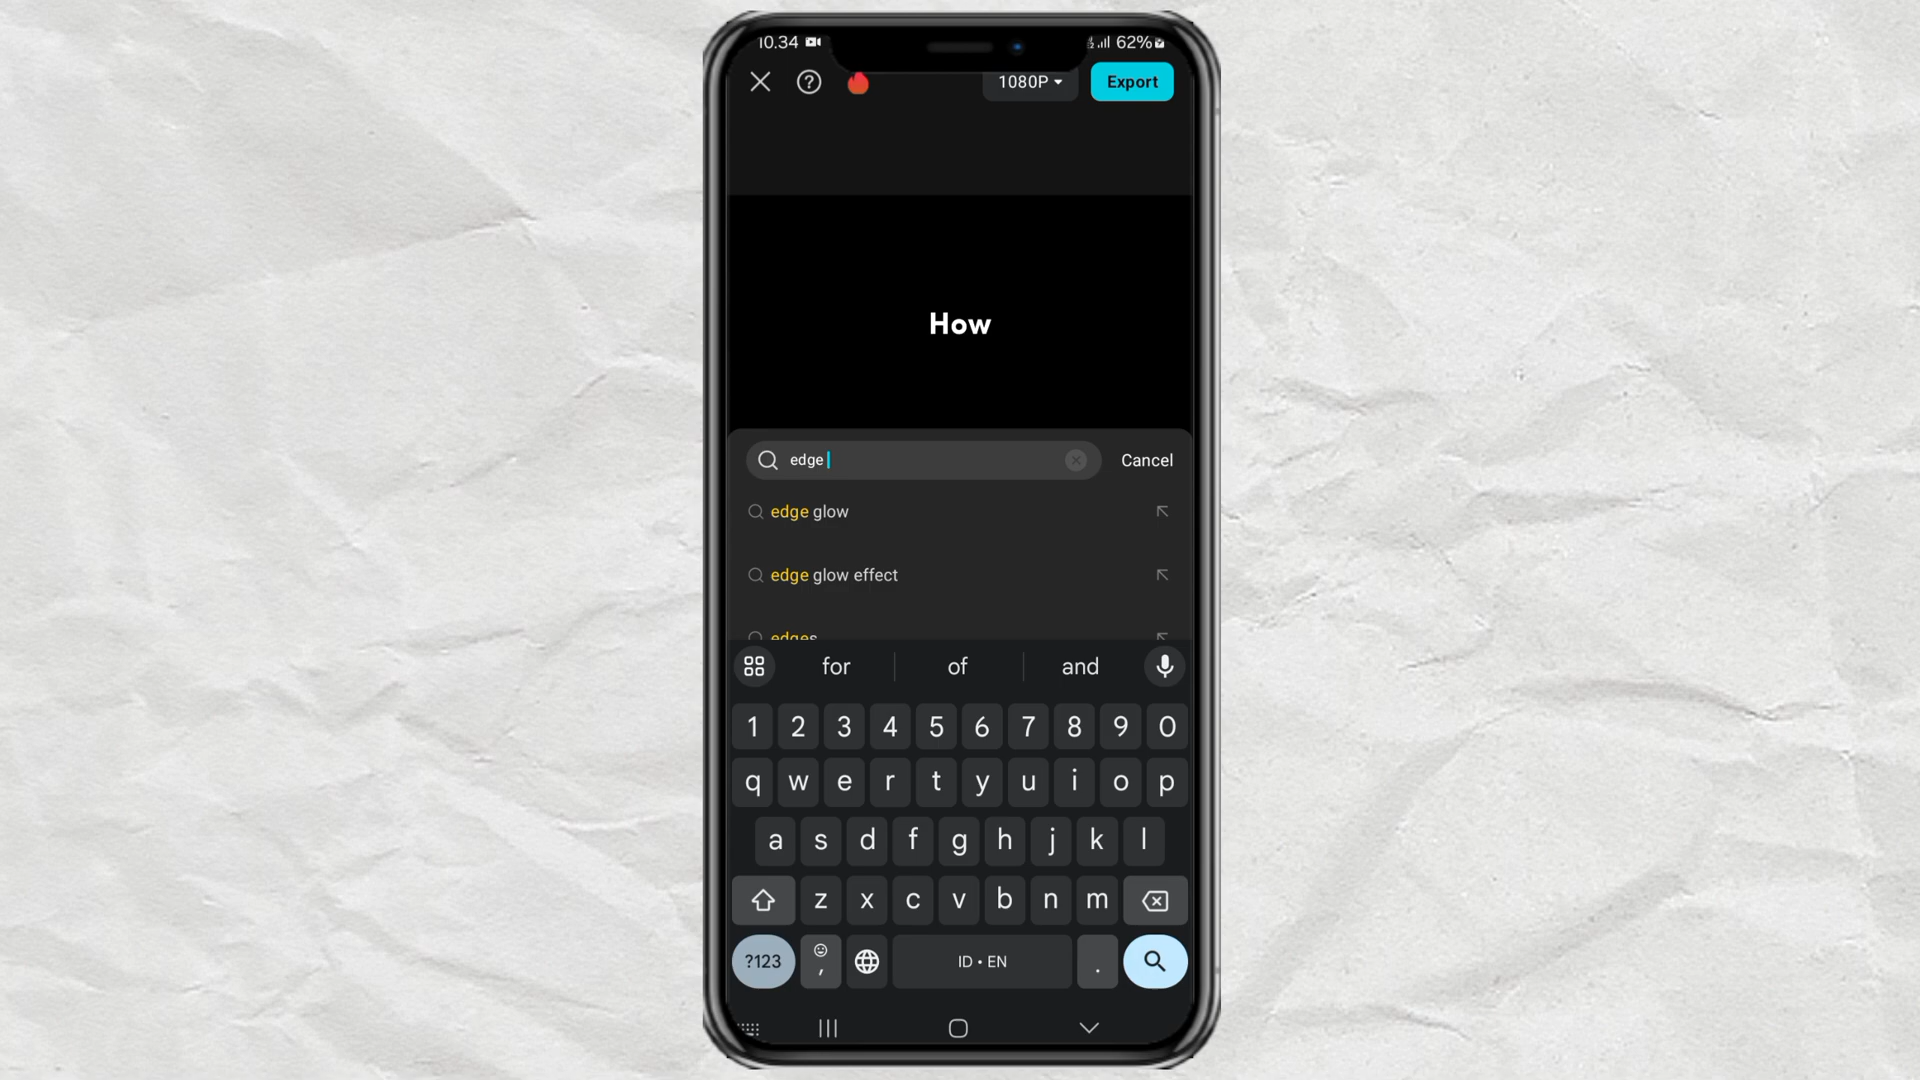 10.34 62%
1080P Export
How
edge Cancel
edge glow
edge glow effect
edges
for of and
1 2 3 4 5 6 7 8 9 0
q w e r t y u i o p
a s d f g h j k l
z x c v b n m
?123 , ID • EN .